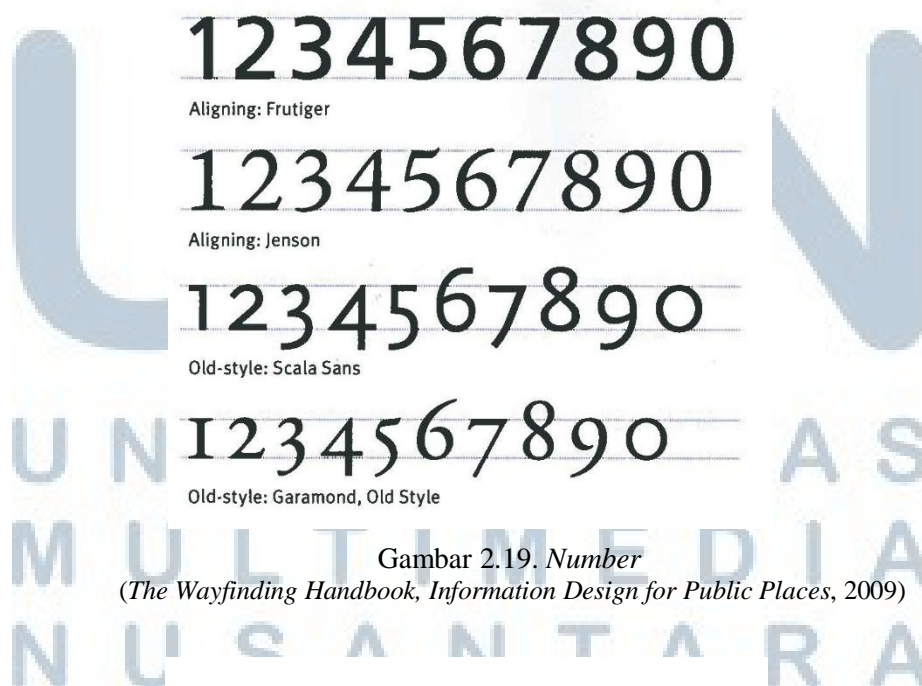 1234567890
Aligning: Frutiger
1234567890
Aligning: Jenson
1234567890
Old-style: Scala Sans
1234567890
Old-style: Garamond, Old Style
Gambar 2.19. Number
(The Wayfinding Handbook, Information Design for Public Places, 2009)
MULTIMEDIA
NUSANTARA